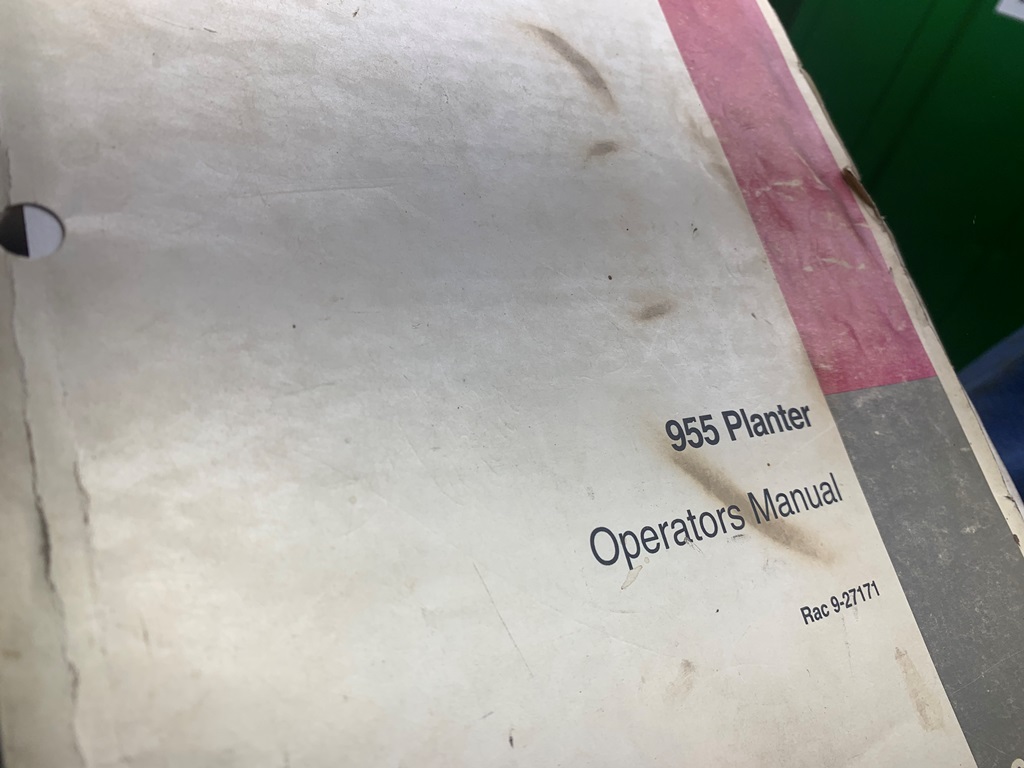 955 Planter
Operators Manual
Rac 9-27171